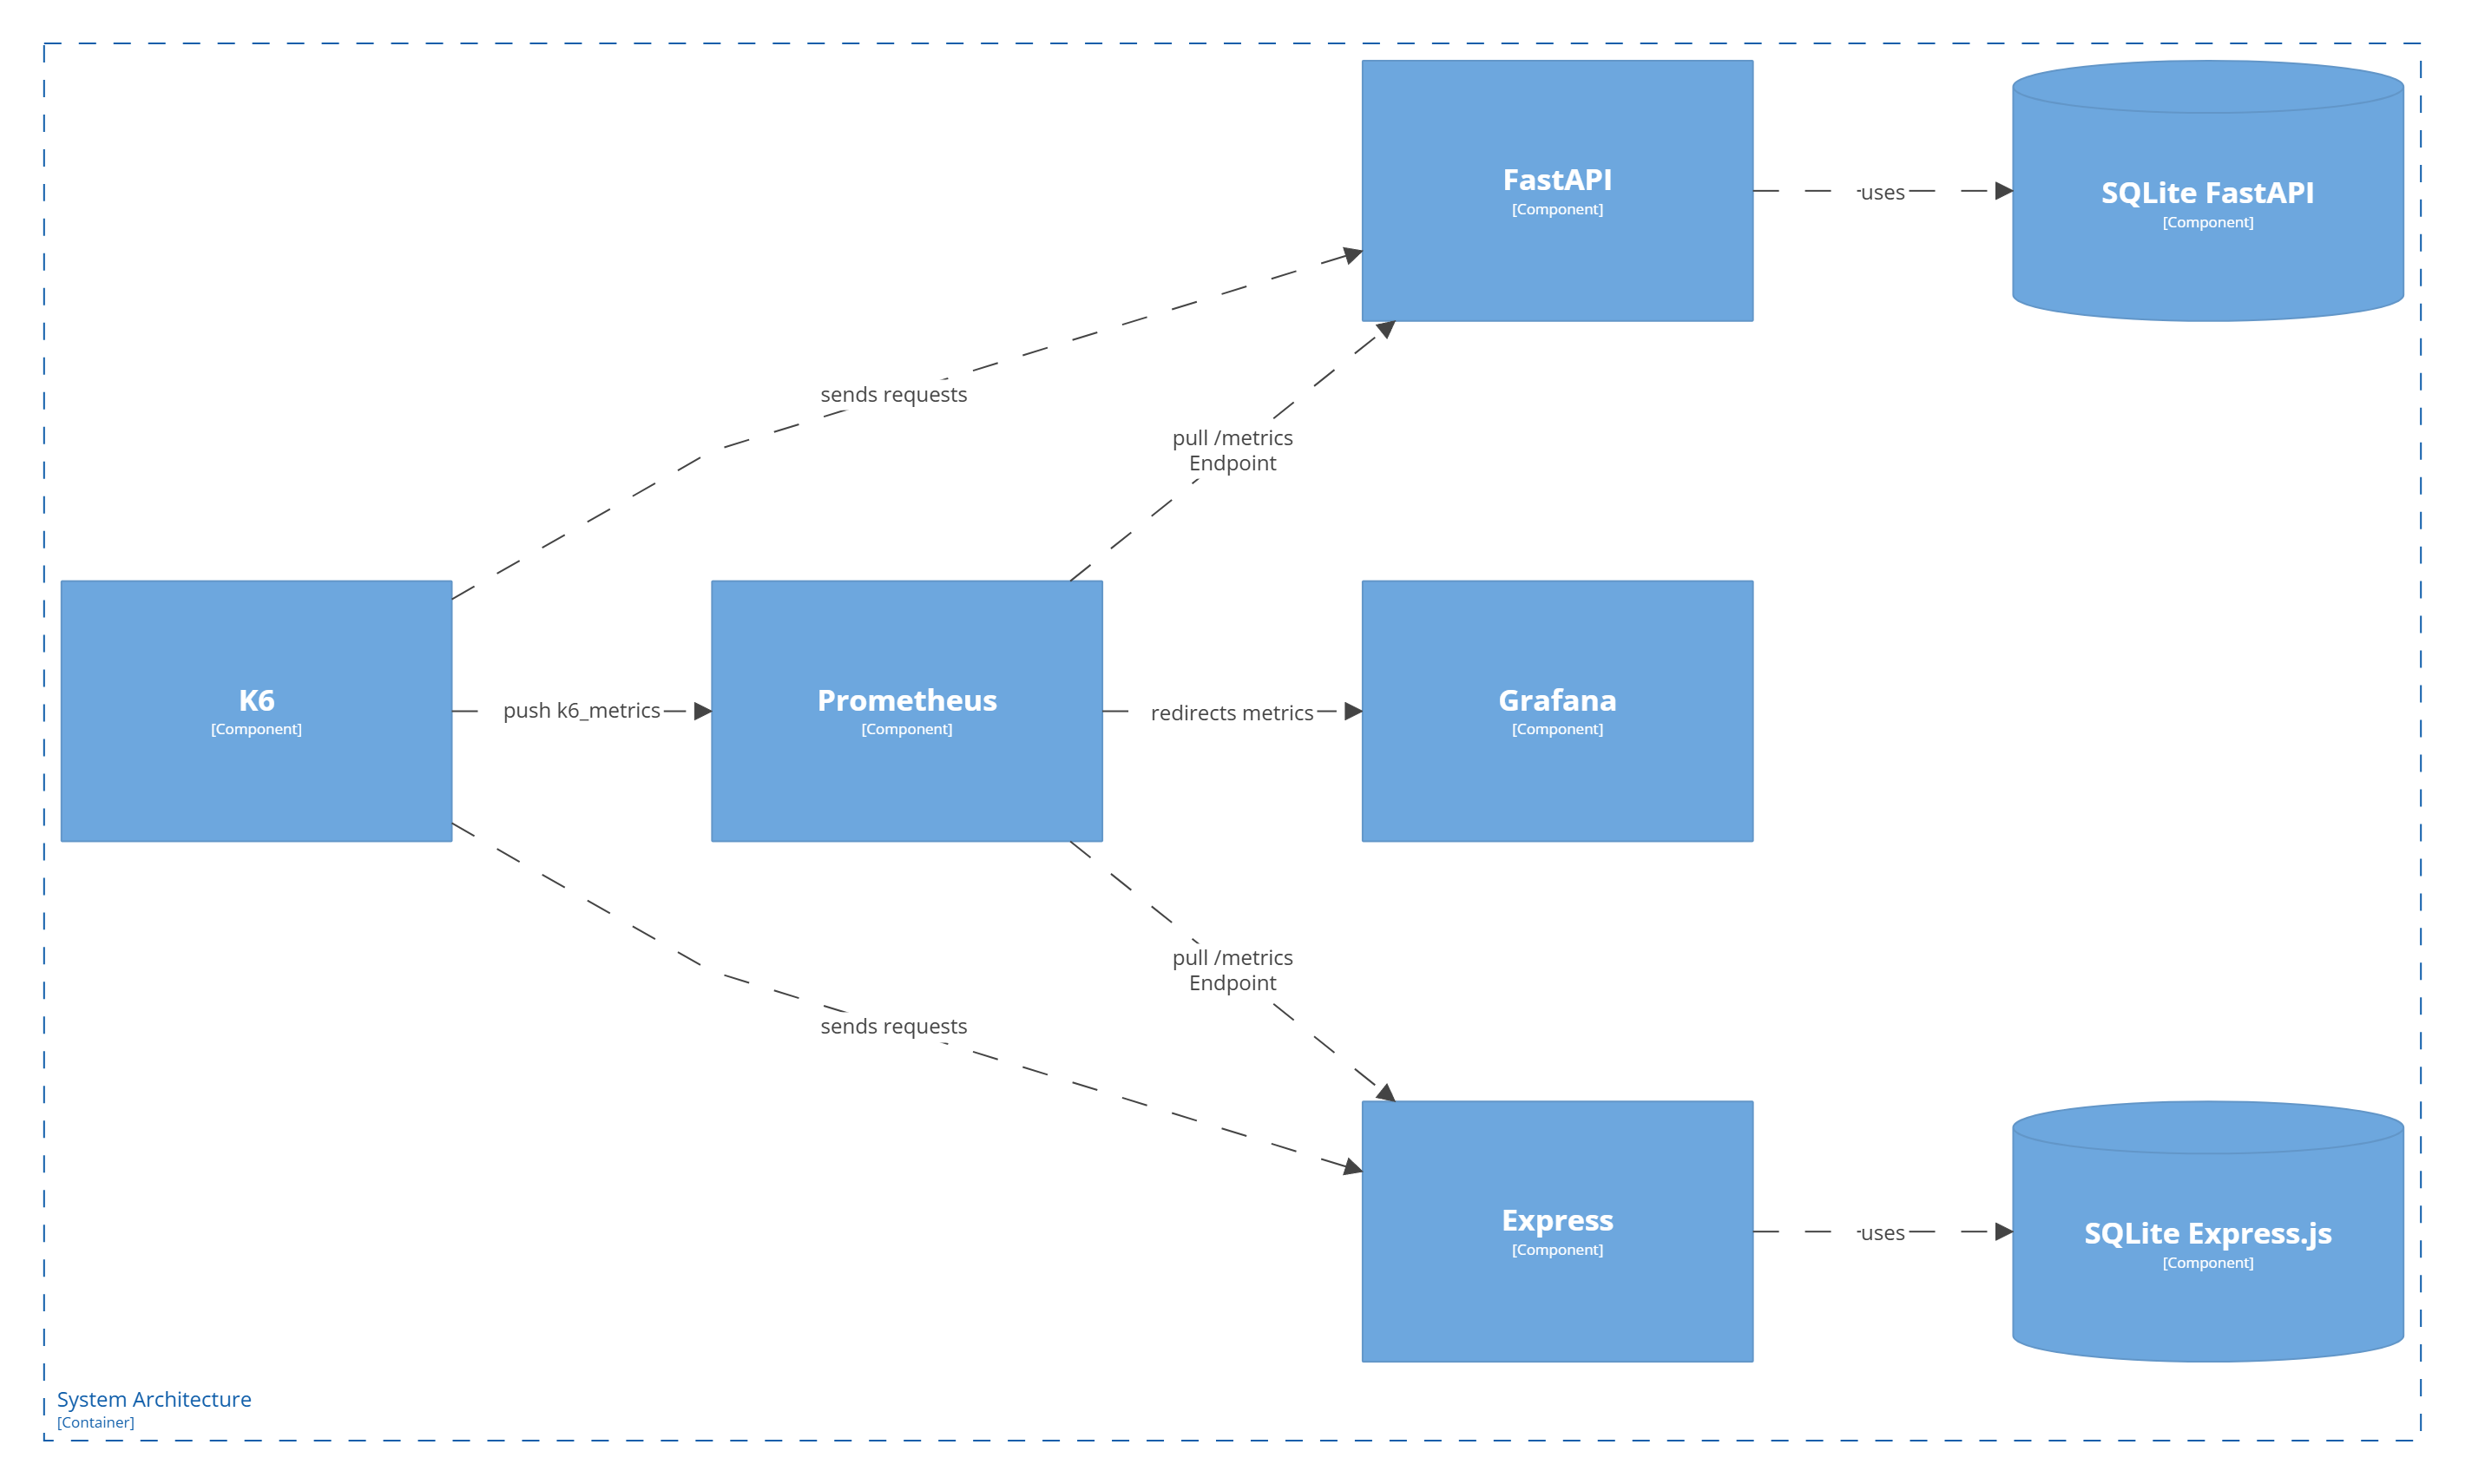 FastAPI
[Component]
uses
SQLite FastAPI
[Component]
sends requests
pull /metrics
Endpoint
K6
[Component]
push k6_metrics
Prometheus
[Component]
redirects metrics
Grafana
[Component]
pull /metrics
Endpoint
sends requests
Express
[Component]
uses
SQLite Express.js
[Component]
System Architecture
[Container]